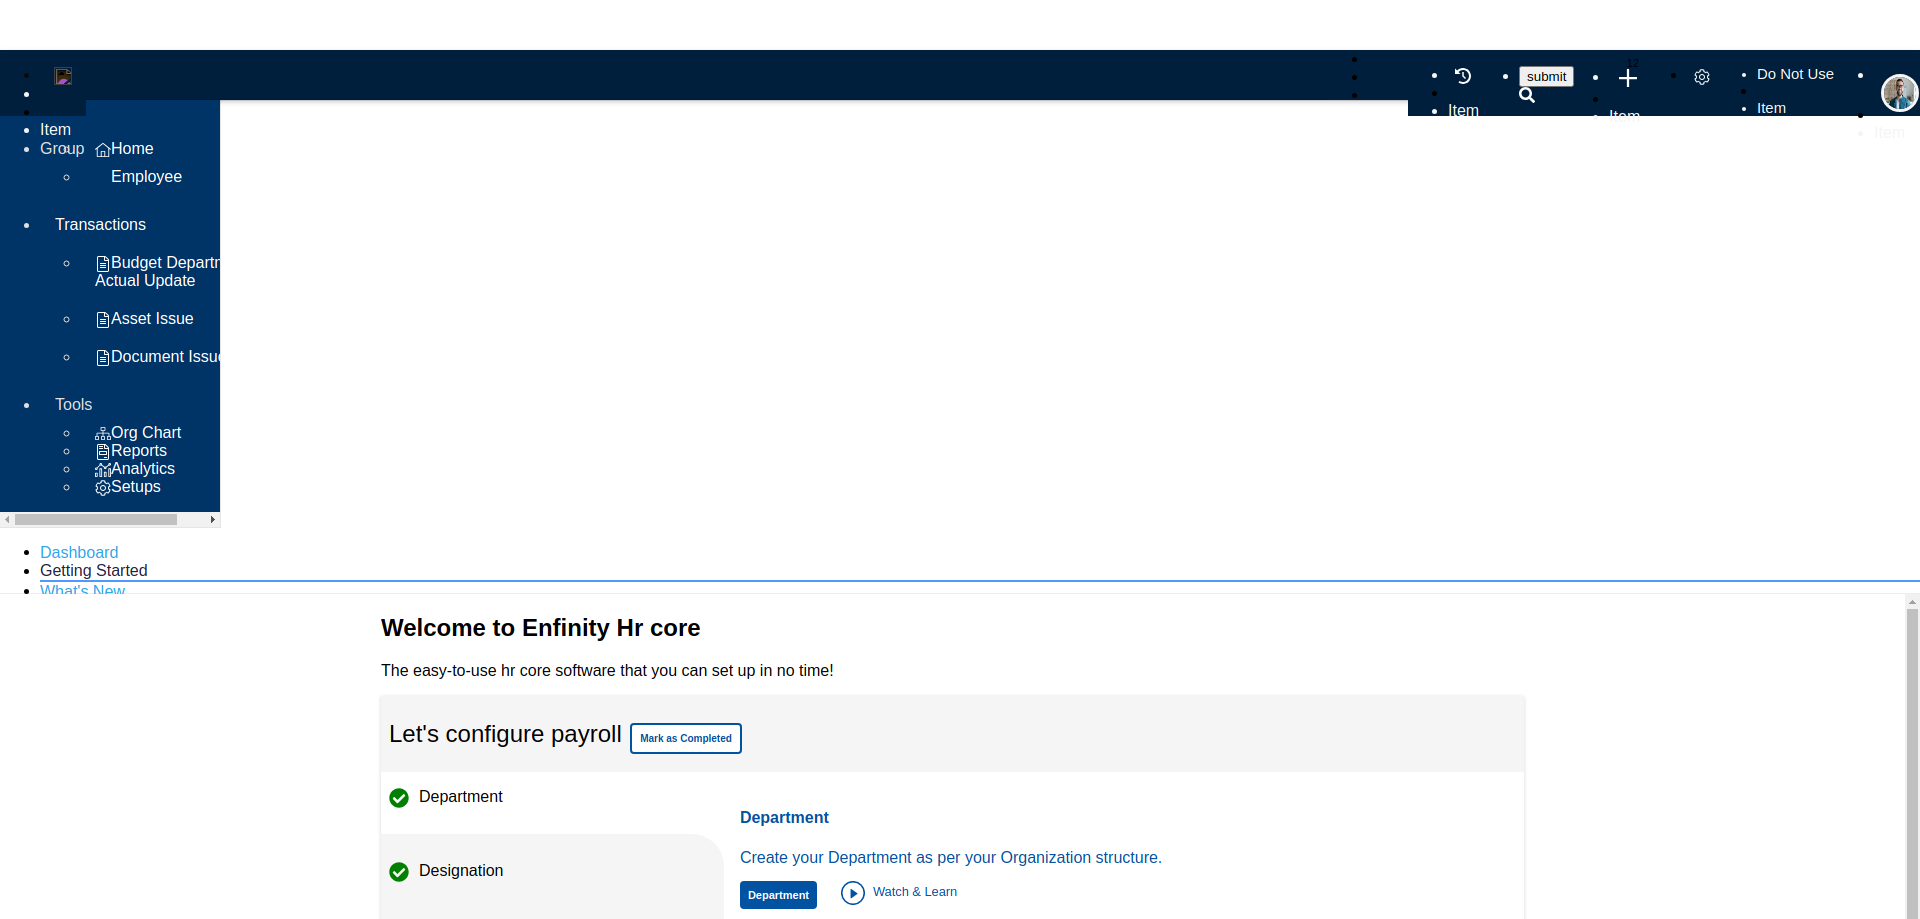 12
submit
Do Not Use
Item
Item
Item
Item
Item
Group
Home
Employee
Transactions
Budget Departm
Actual Update
Asset Issue
Document Issue
Tools
Org Chart
Reports
Analytics
Setups
Dashboard
Getting Started
What's New
Welcome to Enfinity Hr core
The easy-to-use hr core software that you can set up in no time!
Let's configure payroll
Mark as Completed
Department
Department
Create your Department as per your Organization structure.
Designation
Department
Watch & Learn